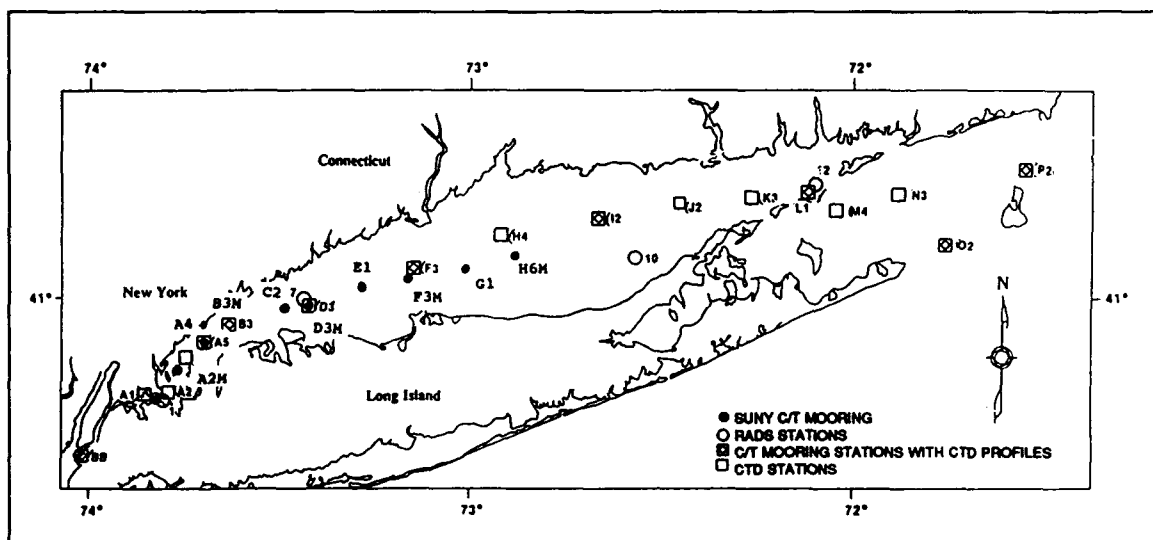 74° 73° 72°
Connecticut
12
P2
I2 J2 K3 N3
L1 M4
H4
O2
10
F3
E1 H6M
G1
New York C2 7
41° 41°
B3M D3 F3M
N
A4 B3
D3M
A5
A2M
A1 A2
Long Island
SUNY C/T MOORING
RADS STATIONS
C/T MOORING STATIONS WITH CTD PROFILES
CTD STATIONS
74° 73° 72°